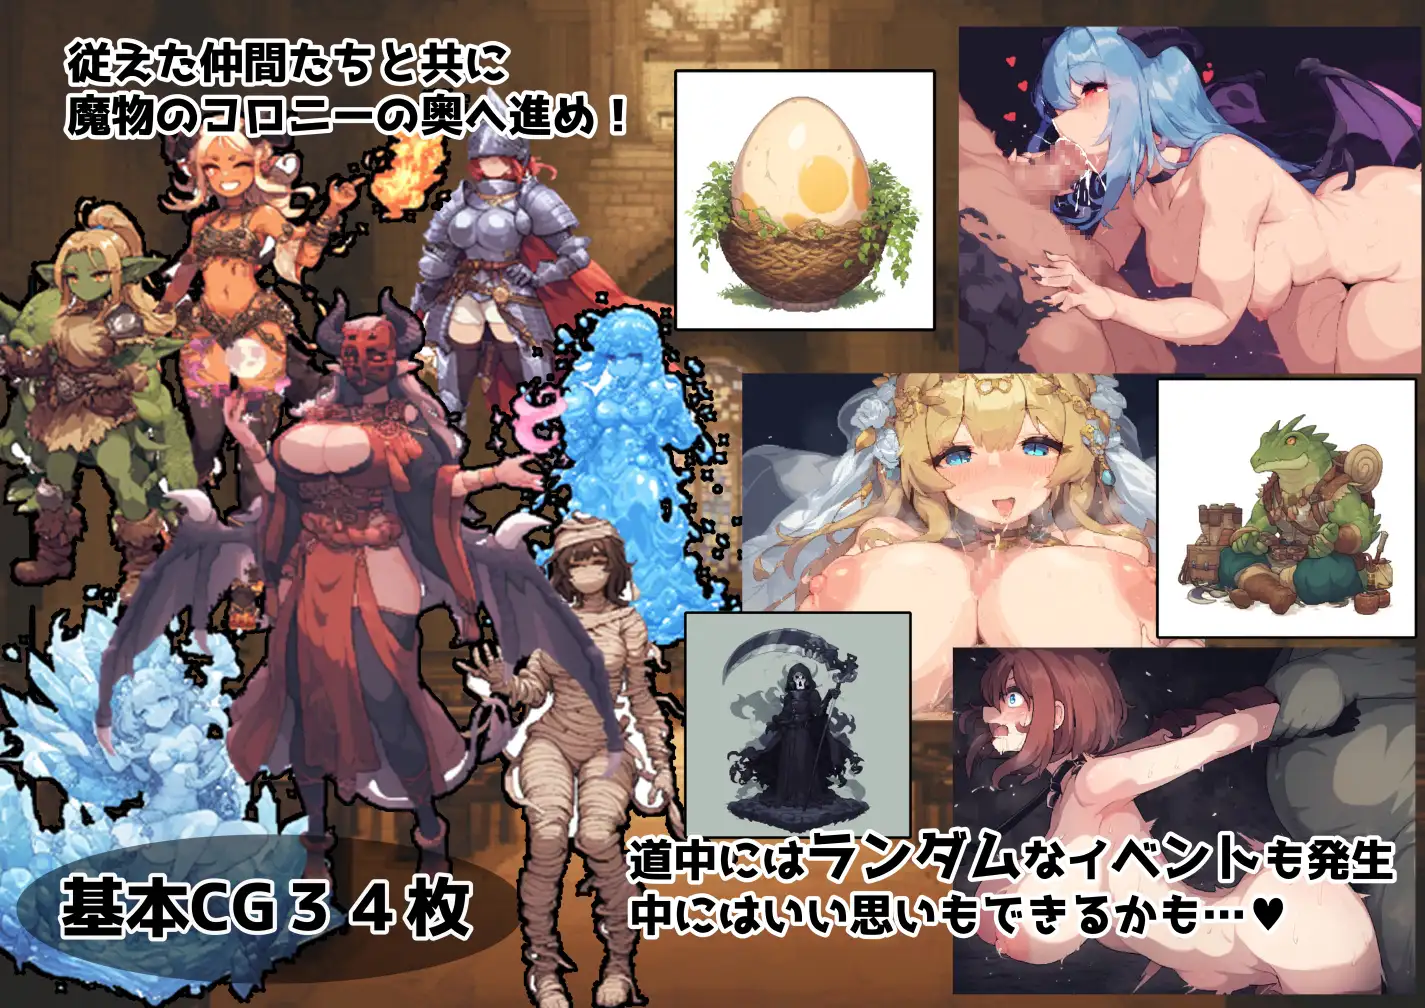 従えた仲間たちと共に
魔物のコロニーの奥へ進め！
基本CG３４枚
道中にはランダムなイベントも発生
中にはいい思いもできるかも…♥